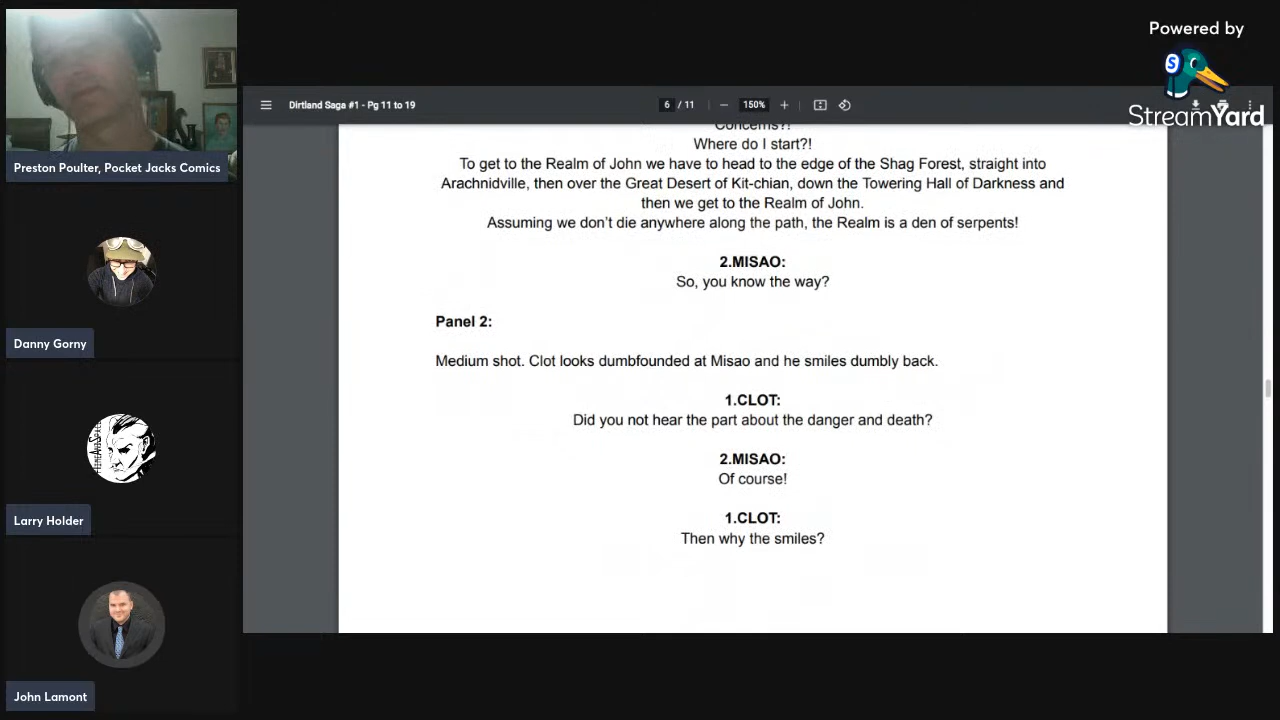 Powered by
S
StreamYard
Dirtland Saga #1 - Pg 11 to 19
6 / 11
150%
Concerns?!
Where do I start?!
To get to the Realm of John we have to head to the edge of the Shag Forest, straight into
Arachnidville, then over the Great Desert of Kit-chian, down the Towering Hall of Darkness and
then we get to the Realm of John.
Assuming we don’t die anywhere along the path, the Realm is a den of serpents!
2.MISAO:
So, you know the way?
Panel 2:
Medium shot. Clot looks dumbfounded at Misao and he smiles dumbly back.
1.CLOT:
Did you not hear the part about the danger and death?
2.MISAO:
Of course!
1.CLOT:
Then why the smiles?
Preston Poulter, Pocket Jacks Comics
Danny Gorny
Larry Holder
John Lamont